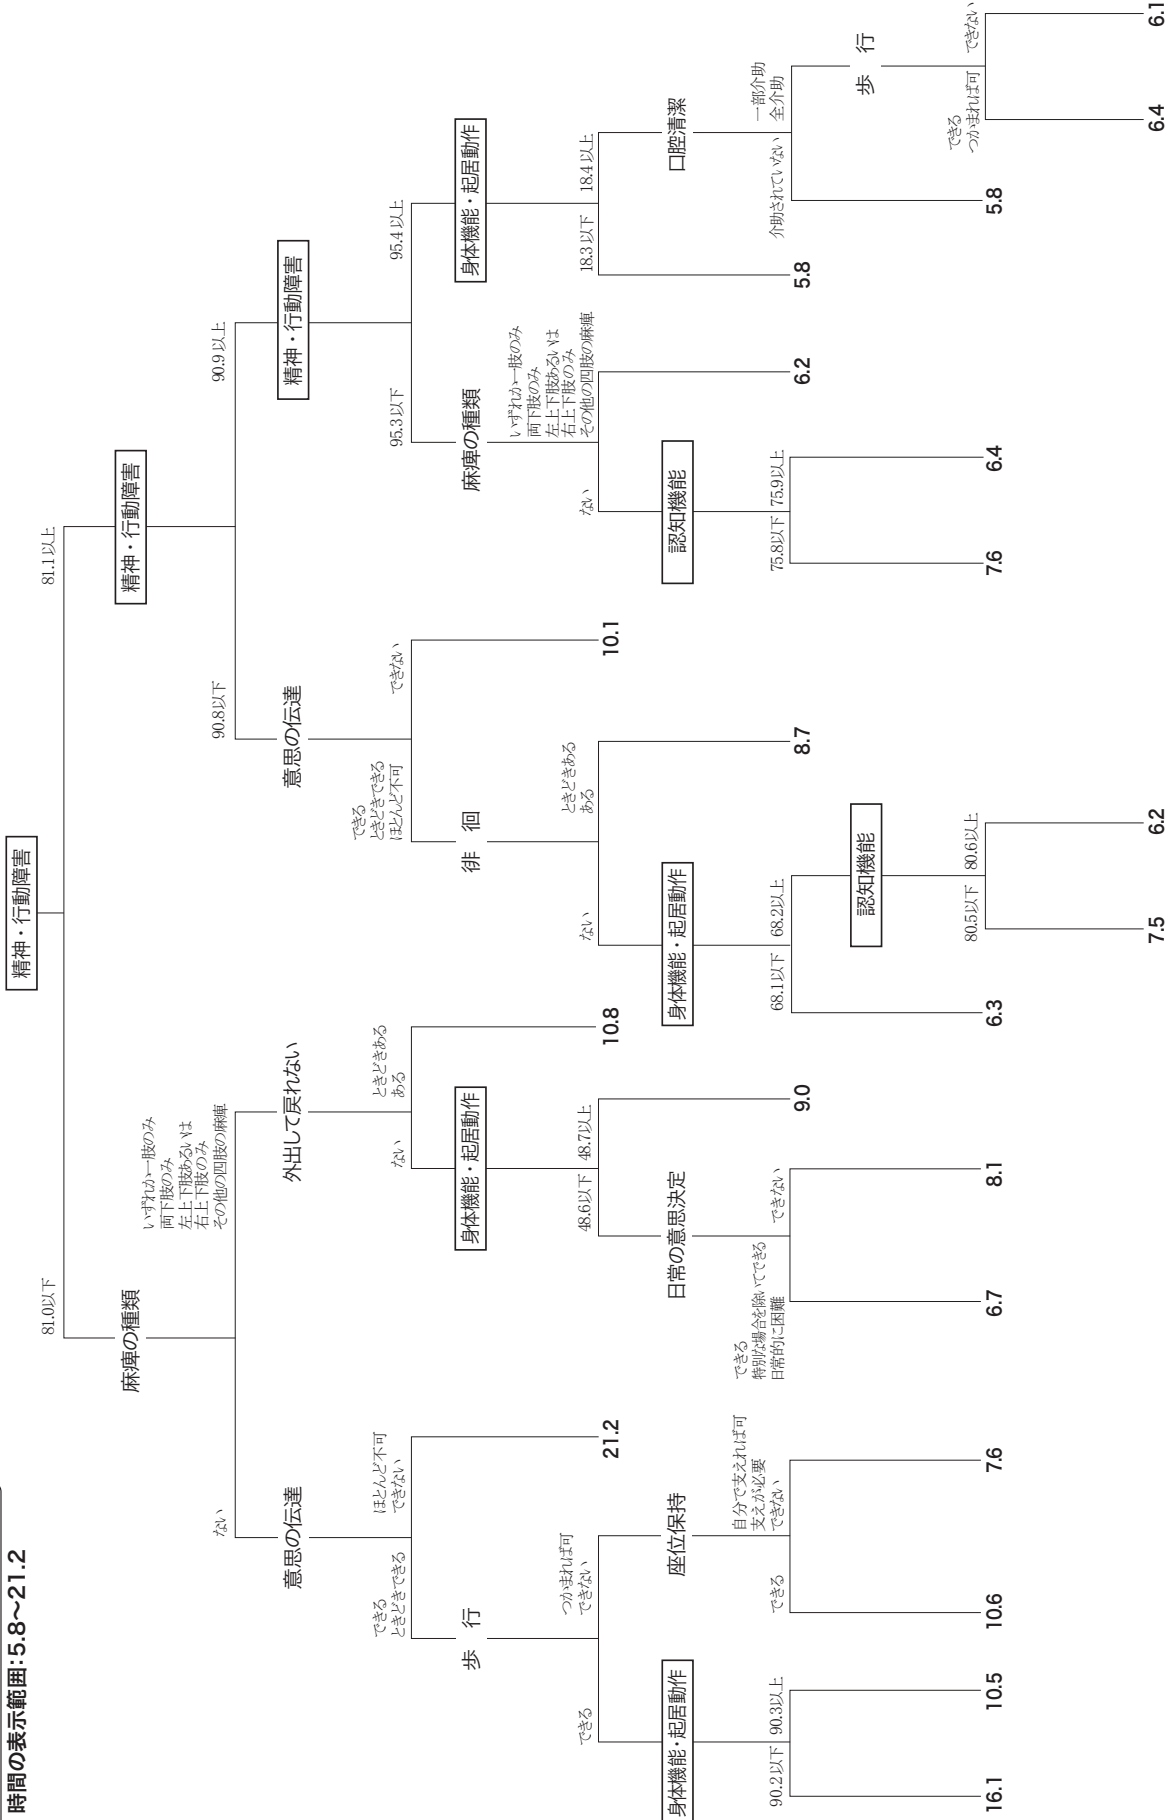 時間の表示範囲:5.8〜21.2
精神・行動障害
81.0以下
81.1以上
麻痺の種類
ない
いずれか一肢のみ
両下肢のみ
左上下肢あるいは
右上下肢のみ
その他の四肢の麻痺
意思の伝達
できる
ときどきできる
ほとんど不可
できない
21.2
歩 行
できる
つかまれば可
できない
身体機能・起居動作
90.2以下
90.3以上
16.1
10.5
座位保持
できる
自分で支えれば可
支えが必要
できない
10.6
7.6
外出して戻れない
ない
ときどきある
ある
10.8
身体機能・起居動作
48.6以下
48.7以上
9.0
日常の意思決定
できる
特別な場合を除いてできる
日常的に困難
できない
6.7
8.1
精神・行動障害
90.8以下
90.9以上
意思の伝達
できる
ときどきできる
ほとんど不可
できない
10.1
徘 徊
ない
ときどきある
ある
8.7
身体機能・起居動作
68.1以下
68.2以上
6.3
認知機能
80.5以下
80.6以上
7.5
6.2
精神・行動障害
95.3以下
95.4以上
麻痺の種類
ない
いずれか一肢のみ
両下肢のみ
左上下肢あるいは
右上下肢のみ
その他の四肢の麻痺
6.2
認知機能
75.8以下
75.9以上
7.6
6.4
身体機能・起居動作
18.3以下
18.4以上
5.8
口腔清潔
介助されていない
一部介助
全介助
5.8
歩 行
できる
つかまれば可
できない
6.4
6.1